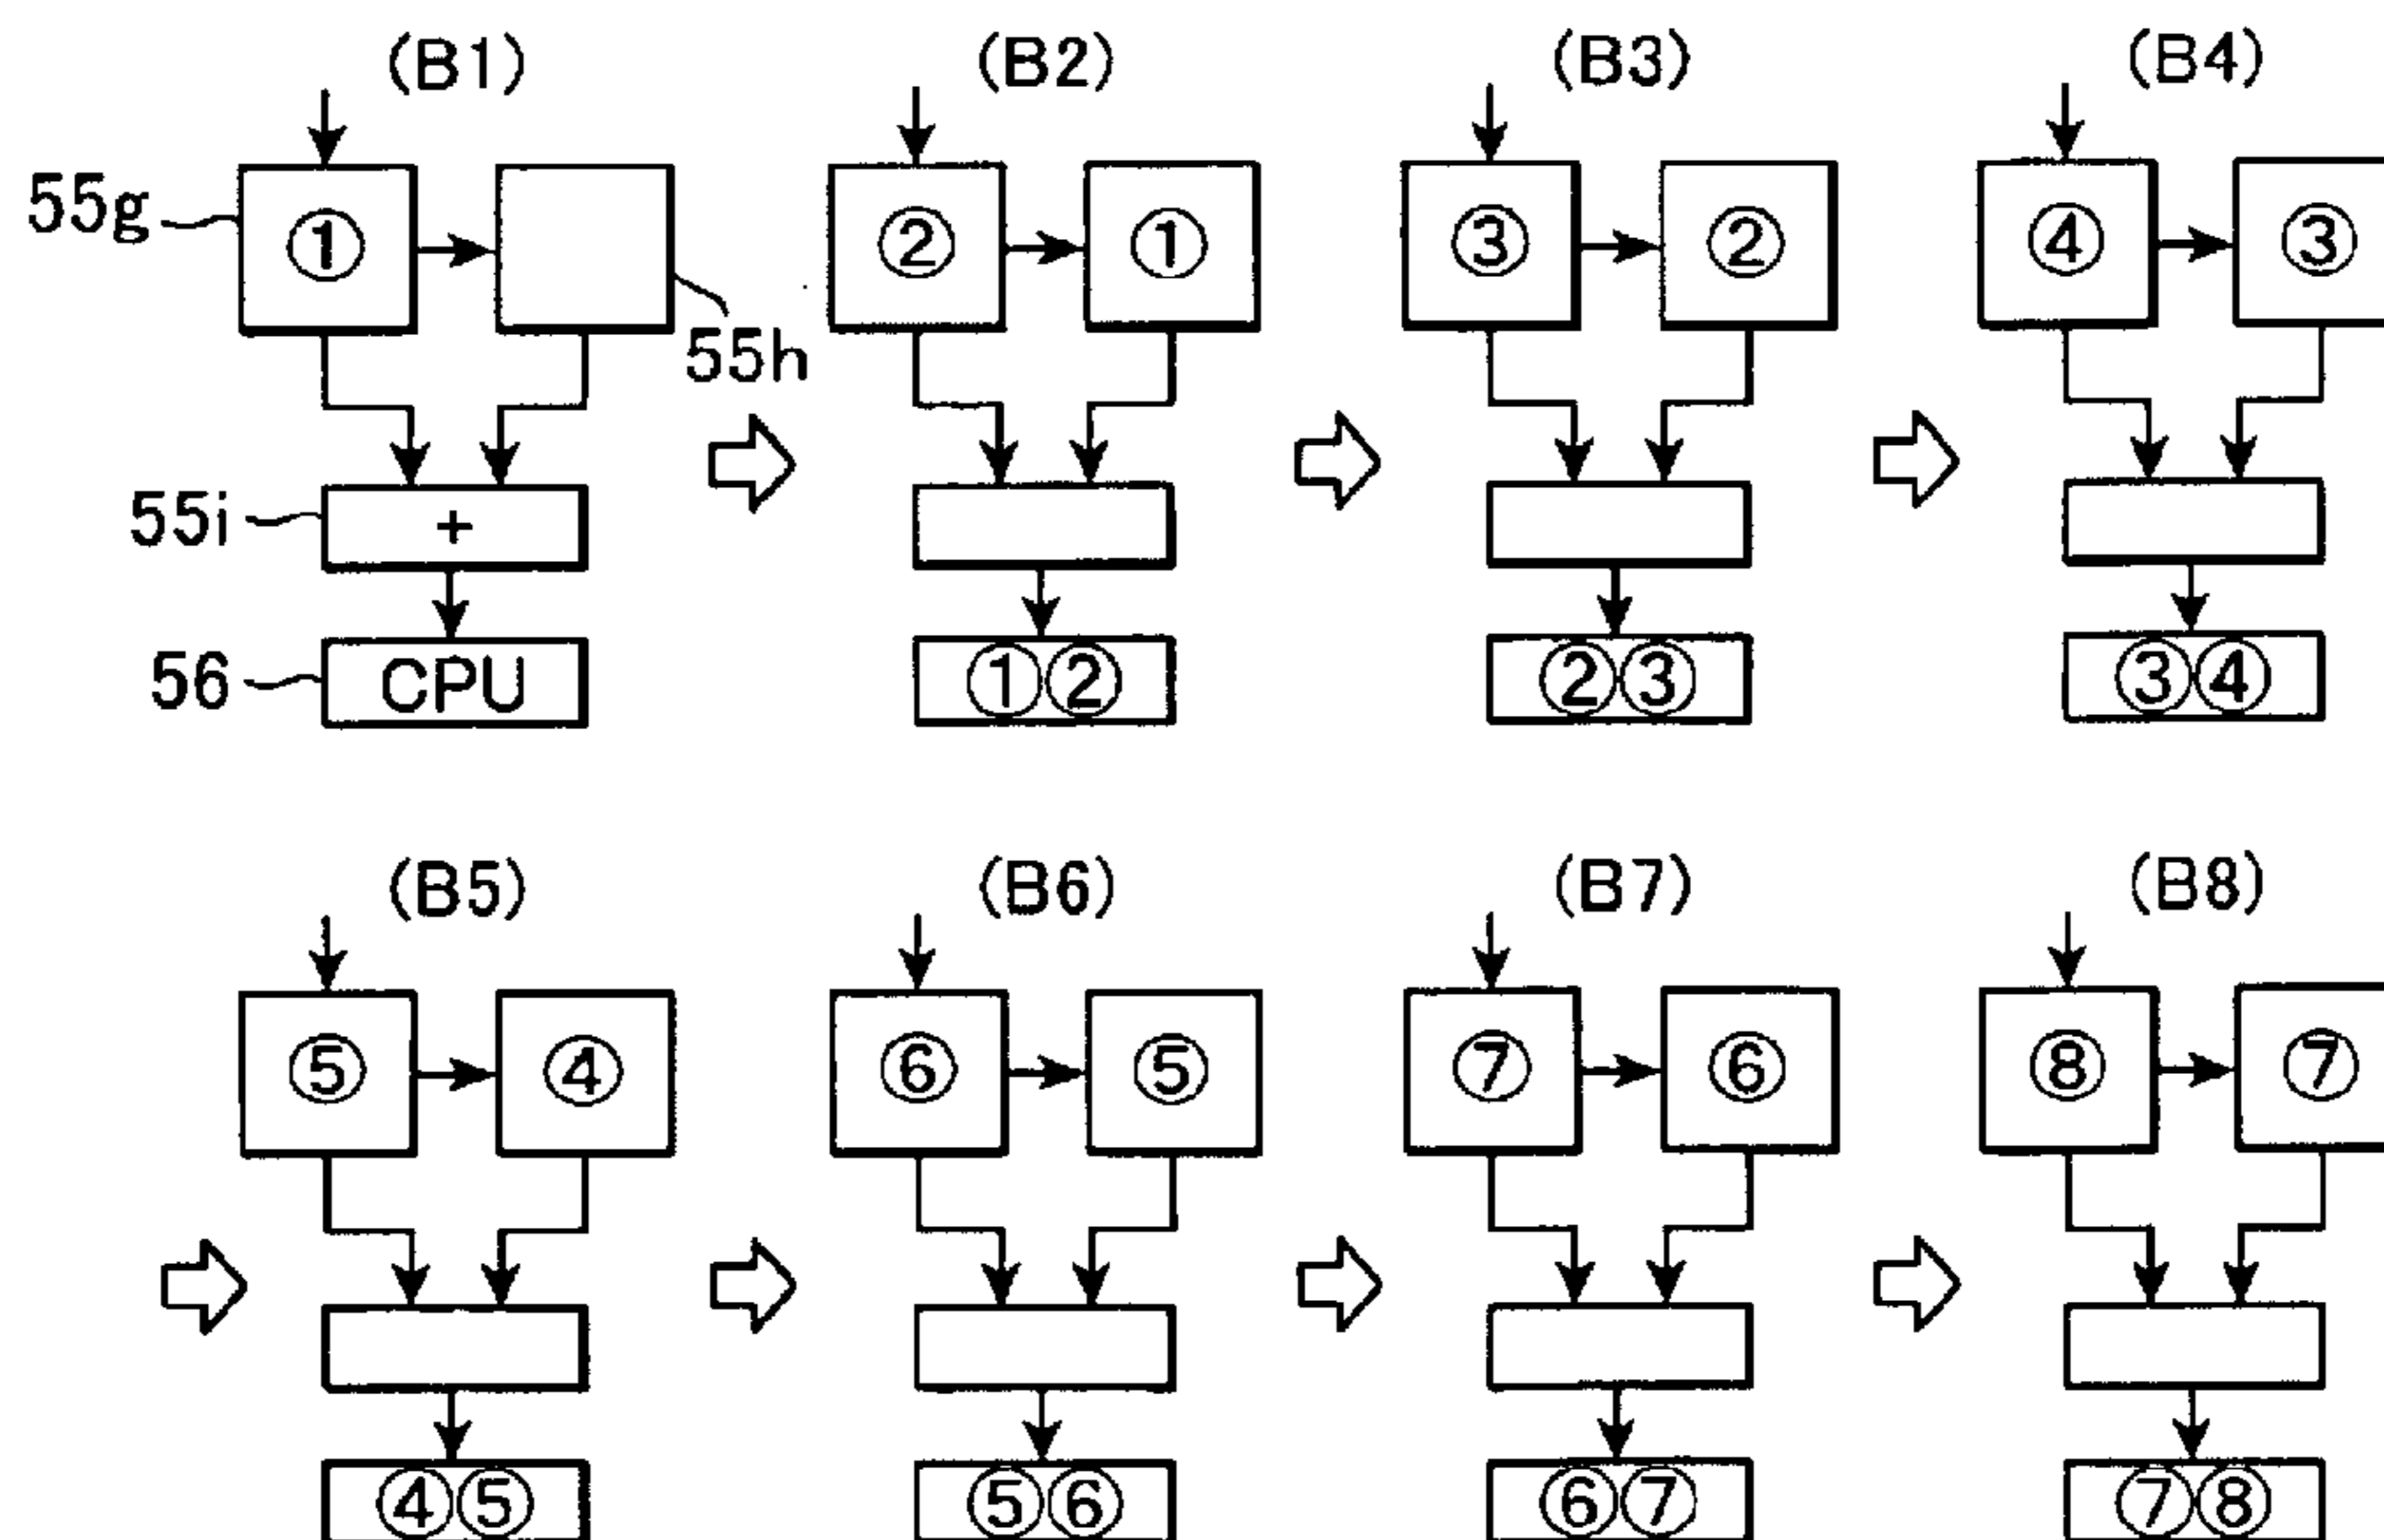 (B1) (B2) (B3) (B4)
55g ① ② ① ③ ② ④ ③
55h
55i +
56 CPU ①② ②③ ③④
(B5) (B6) (B7) (B8)
⑤ ④ ⑥ ⑤ ⑦ ⑥ ⑧ ⑦
④⑤ ⑤⑥ ⑥⑦ ⑦⑧